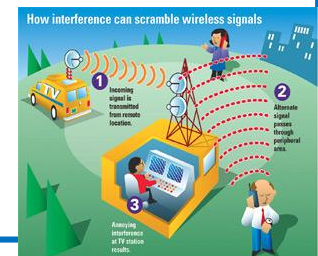 How interference can scramble wireless signals
TV
1
Incoming
signal is
transmitted
from remote
location.
2
Alternate
signal
passes
through
peripheral
area.
3
Annoying
interference
at TV station
results.